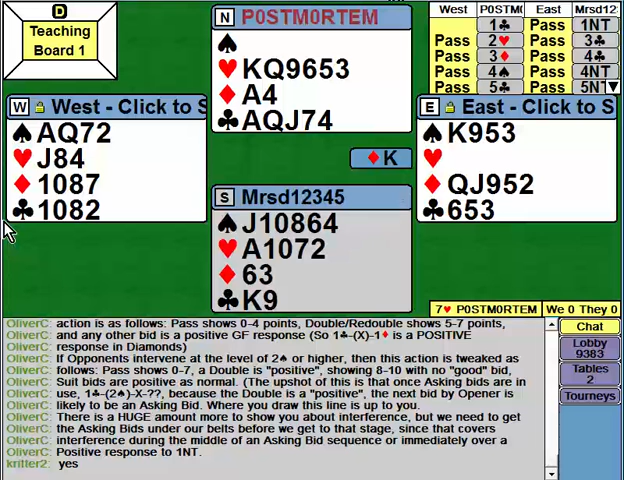 D
Teaching
Board 1
N P0STM0RTEM
♠
♥ KQ9653
♦ A4
♣ AQJ74
West P0STM0 East Mrsd12
1♣ Pass 1NT
Pass 2♥ Pass 3♣
Pass 3♦ Pass 4♣
Pass 4♠ Pass 4NT
Pass 5♣ Pass 5N
W West - Click to S
♠ AQ72
♥ J84
♦ 1087
♣ 1082
♦ K
E East - Click to S
♠ K953
♥
♦ QJ952
♣ 653
S Mrsd12345
♠ J10864
♥ A1072
♦ 63
♣ K9
7♥ P0STM0RTEM We 0 They 0
OliverC: action is as follows: Pass shows 0-4 points, Double/Redouble shows 5-7 points,
OliverC: and any other bid is a positive GF response (So 1♣-(X)-1♦ is a POSITIVE
OliverC: response in Diamonds)
OliverC: If Opponents intervene at the level of 2♠ or higher, then this action is tweaked as
OliverC: follows: Pass shows 0-7, a Double is "positive", showing 8-10 with no "good" bid,
OliverC: Suit bids are positive as normal. (The upshot of this is that once Asking bids are in
OliverC: use, 1♣-(2♠)-X-??, because the Double is a "positive", the next bid by Opener is
OliverC: likely to be an Asking Bid. Where you draw this line is up to you.
OliverC: There is a HUGE amount more to show you about interference, but we need to get
OliverC: the Asking Bids under our belts before we get to that stage, since that covers
OliverC: interference during the middle of an Asking Bid sequence or immediately over a
OliverC: Positive response to 1NT.
kritter2: yes
Chat
Lobby
9383
Tables
2
Tourneys